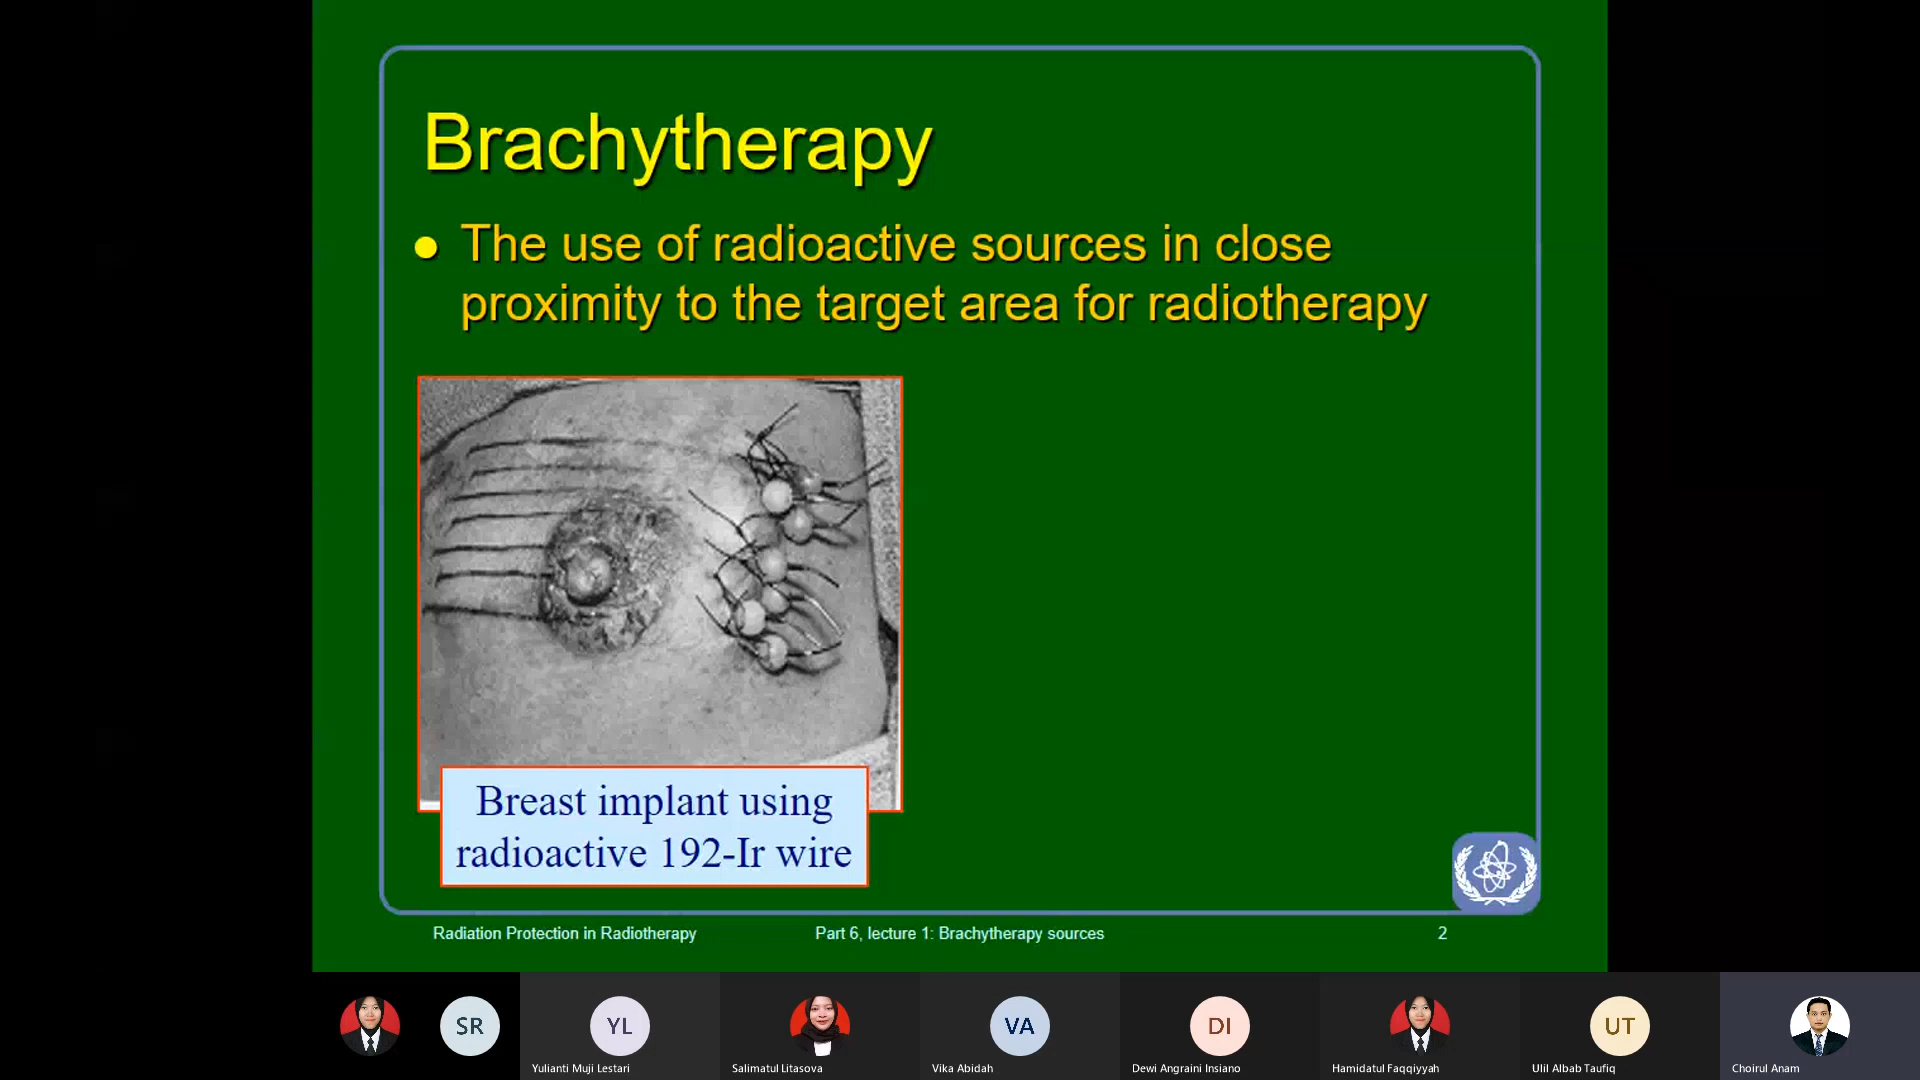 Brachytherapy
The use of radioactive sources in close
proximity to the target area for radiotherapy
Breast implant using
radioactive 192-Ir wire
Radiation Protection in Radiotherapy
Part 6, lecture 1: Brachytherapy sources
2
SR
YL
VA
DI
UT
Yulianti Muji Lestari
Salimatul Litasova
Vika Abidah
Dewi Angraini Insiano
Hamidatul Faqqiyyah
Ulil Albab Taufiq
Choirul Anam